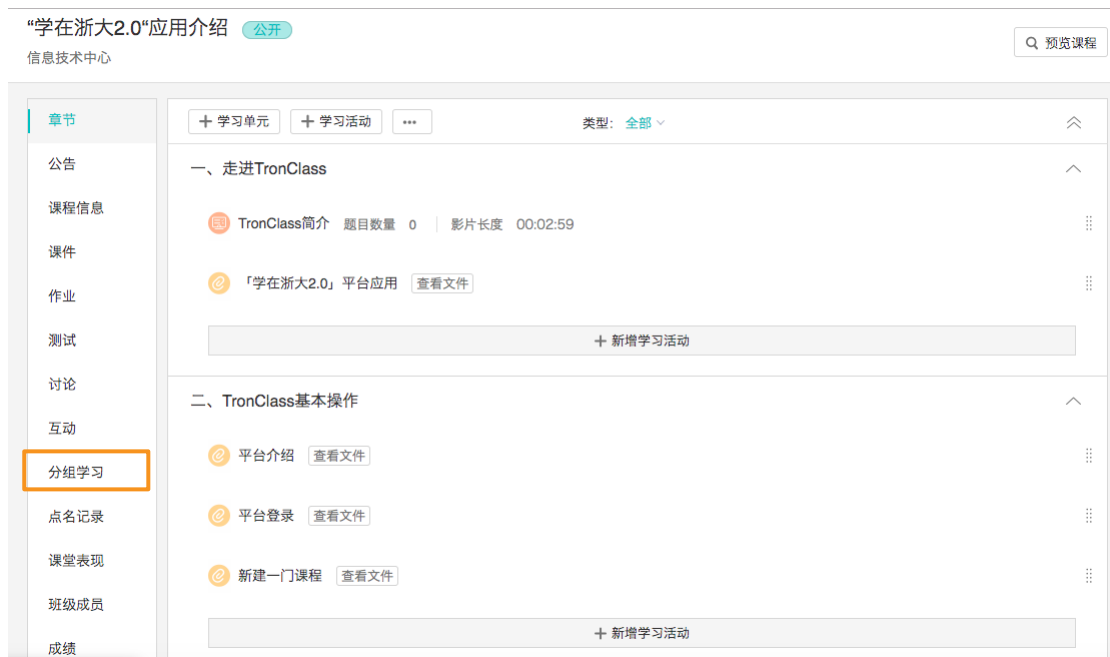 “学在浙大2.0“应用介绍 公开
信息技术中心
预览课程
章节
公告
课程信息
课件
作业
测试
讨论
互动
分组学习
点名记录
课堂表现
班级成员
成绩
+ 学习单元 + 学习活动 ••• 类型： 全部
一、走进TronClass
TronClass简介 题目数量 0 影片长度 00:02:59
「学在浙大2.0」平台应用 查看文件
+ 新增学习活动
二、TronClass基本操作
平台介绍 查看文件
平台登录 查看文件
新建一门课程 查看文件
+ 新增学习活动